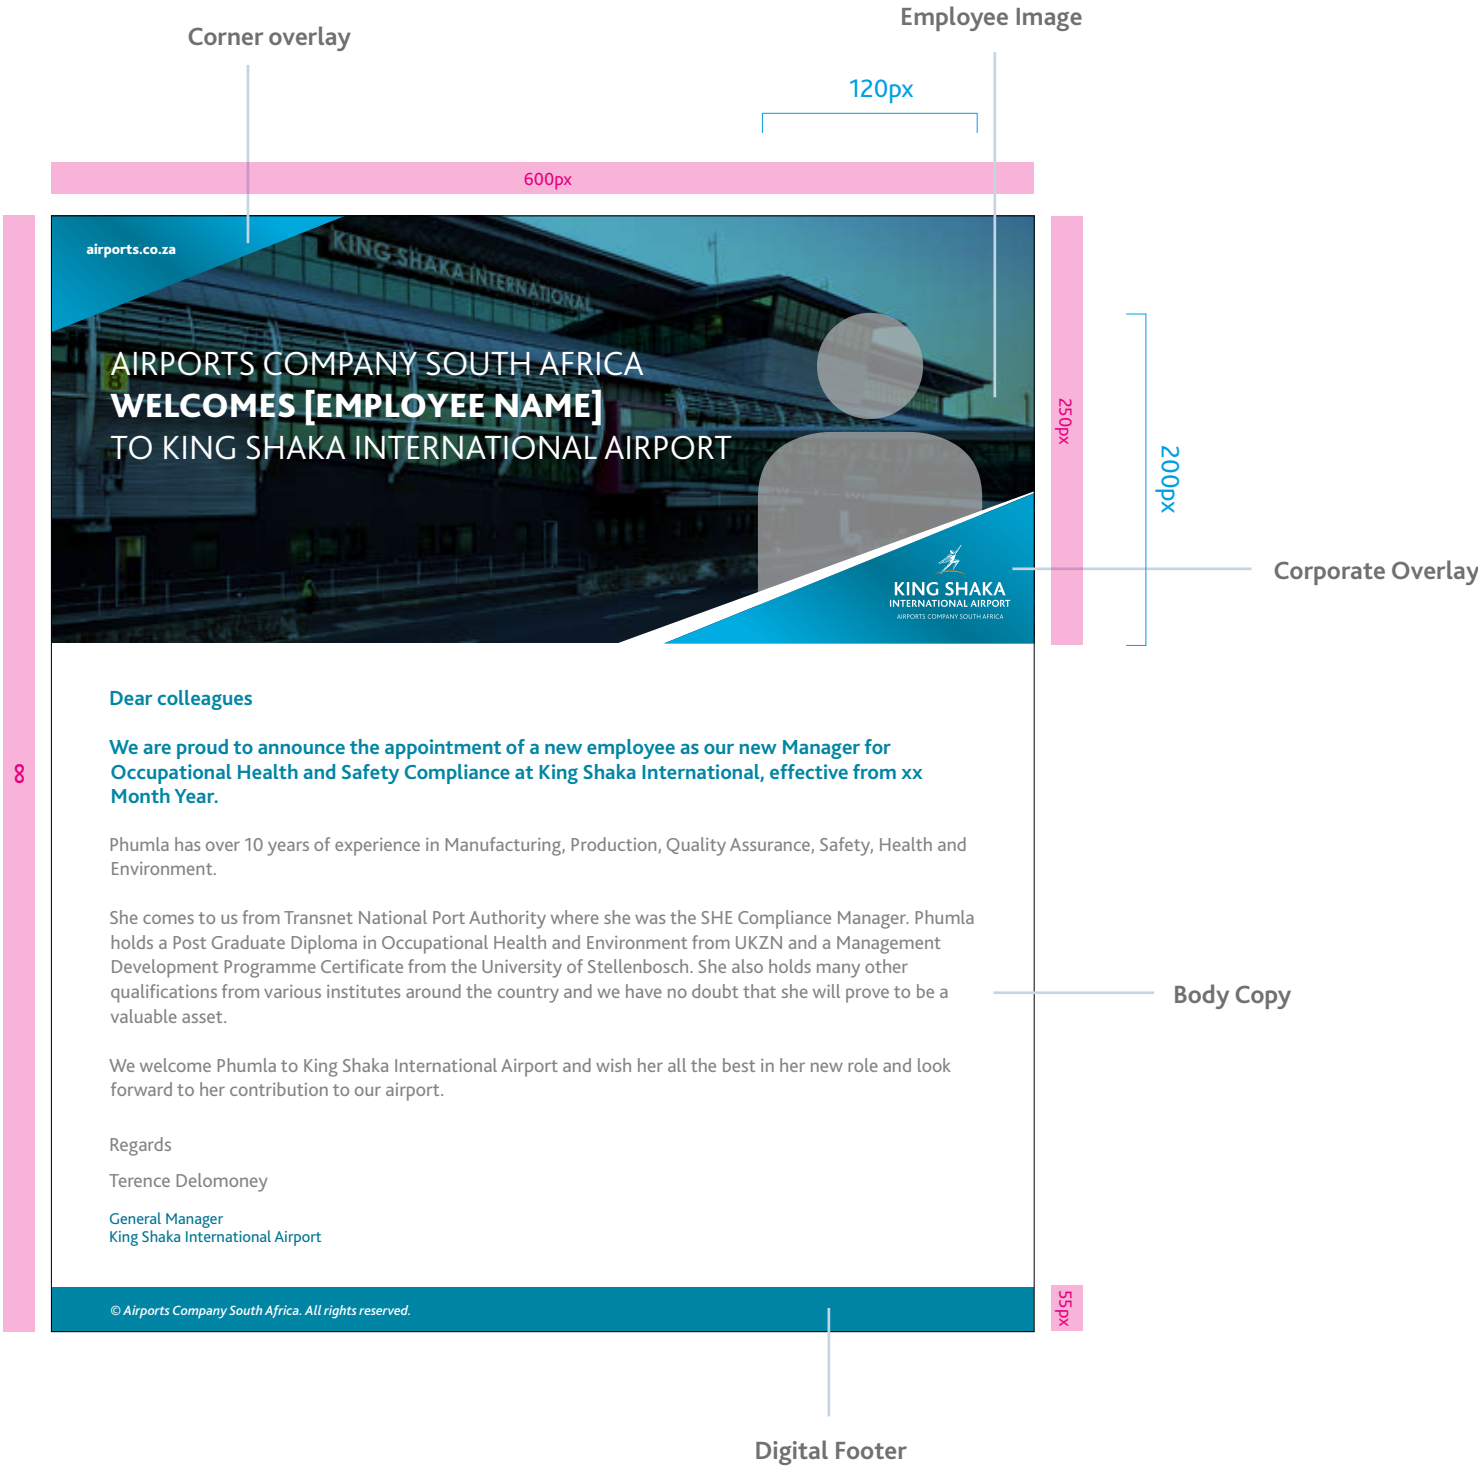 Employee Image
Corner overlay
120px
600px
airports.co.za
KING SHAKA INTERNATIONAL
8
AIRPORTS COMPANY SOUTH AFRICA
WELCOMES [EMPLOYEE NAME]
TO KING SHAKA INTERNATIONAL AIRPORT
250px
200px
KING SHAKA
INTERNATIONAL AIRPORT
AIRPORTS COMPANY SOUTH AFRICA
Corporate Overlay
Dear colleagues
We are proud to announce the appointment of a new employee as our new Manager for
Occupational Health and Safety Compliance at King Shaka International, effective from xx
Month Year.
∞
Phumla has over 10 years of experience in Manufacturing, Production, Quality Assurance, Safety, Health and
Environment.
She comes to us from Transnet National Port Authority where she was the SHE Compliance Manager. Phumla
holds a Post Graduate Diploma in Occupational Health and Environment from UKZN and a Management
Development Programme Certificate from the University of Stellenbosch. She also holds many other
qualifications from various institutes around the country and we have no doubt that she will prove to be a
valuable asset.
Body Copy
We welcome Phumla to King Shaka International Airport and wish her all the best in her new role and look
forward to her contribution to our airport.
Regards
Terence Delomoney
General Manager
King Shaka International Airport
© Airports Company South Africa. All rights reserved.
55px
Digital Footer